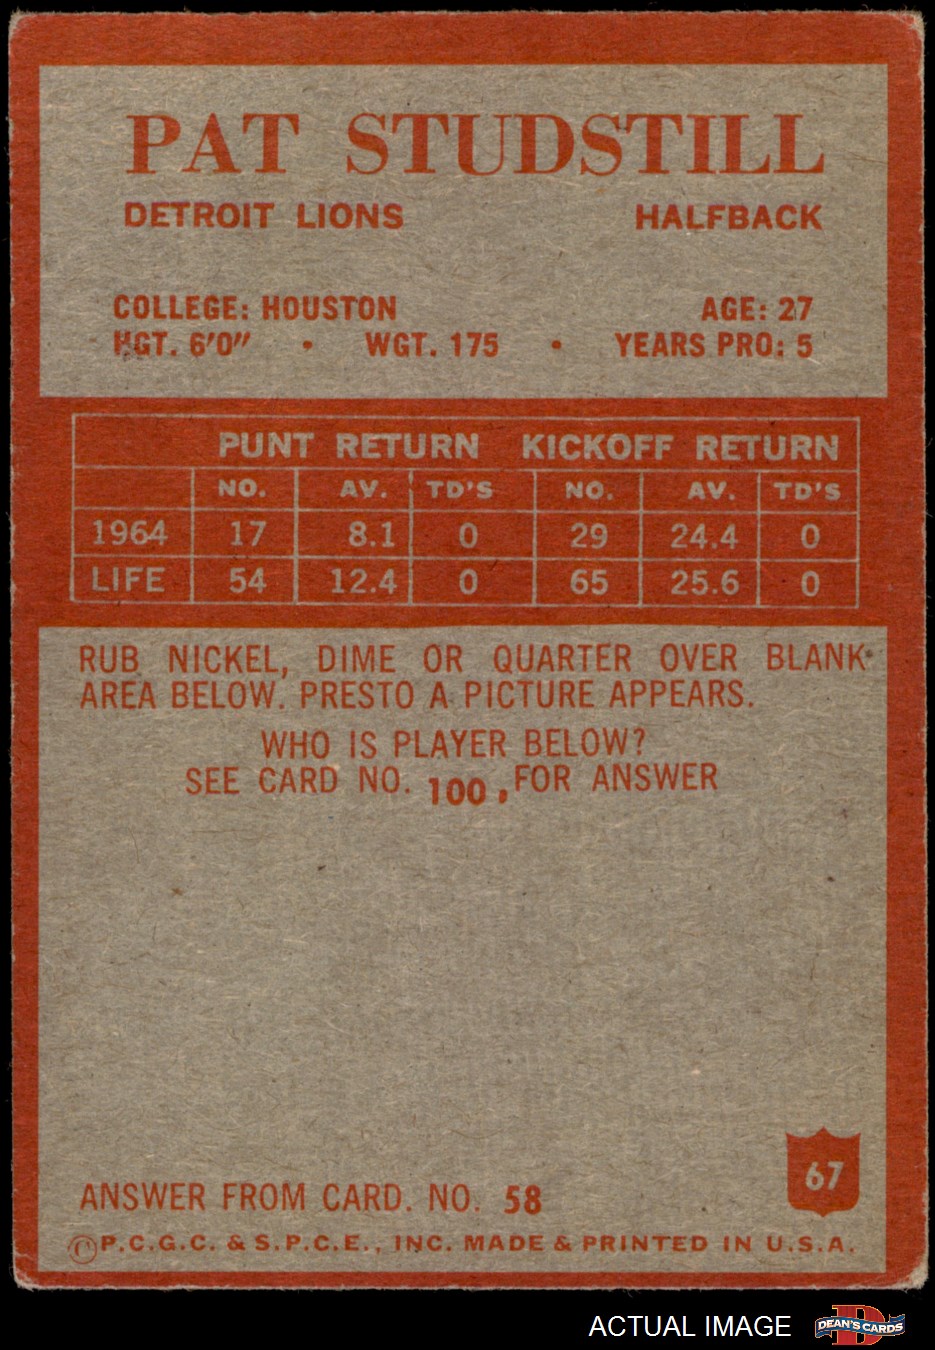 PAT STUDSTILL
DETROIT LIONS HALFBACK
COLLEGE: HOUSTON AGE: 27
HGT. 6'0" • WGT. 175 • YEARS PRO: 5
PUNT RETURN KICKOFF RETURN
NO. AV. TD'S NO. AV. TD'S
1964 17 8.1 0 29 24.4 0
LIFE 54 12.4 0 65 25.6 0
RUB NICKEL, DIME OR QUARTER OVER BLANK
AREA BELOW. PRESTO A PICTURE APPEARS.
WHO IS PLAYER BELOW?
SEE CARD NO. 100, FOR ANSWER
67
ANSWER FROM CARD. NO. 58
©P.C.G.C. & S.P.C.E., INC. MADE & PRINTED IN U.S.A.
ACTUAL IMAGE DEAN'S CARDS